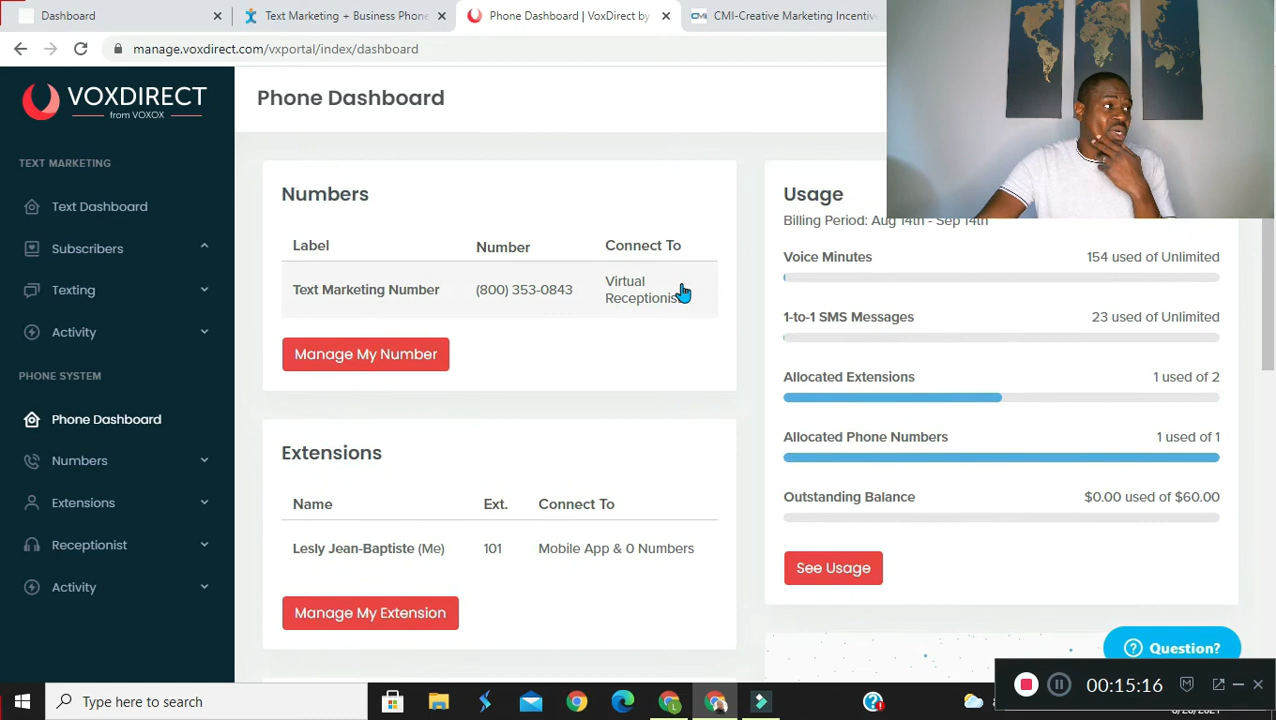 Dashboard
Text Marketing + Business Phone
Phone Dashboard | VoxDirect by
CMI-Creative Marketing Incentive
manage.voxdirect.com/vxportal/index/dashboard
VOXDIRECT
from VOXOX
TEXT MARKETING
Text Dashboard
Subscribers
Texting
Activity
PHONE SYSTEM
Phone Dashboard
Numbers
Extensions
Receptionist
Activity
Phone Dashboard
Numbers
Label Number Connect To
Text Marketing Number (800) 353-0843 Virtual
Receptionist
Manage My Number
Extensions
Name Ext. Connect To
Lesly Jean-Baptiste (Me) 101 Mobile App & 0 Numbers
Manage My Extension
Usage
Billing Period: Aug 14th - Sep 14th
Voice Minutes 154 used of Unlimited
1-to-1 SMS Messages 23 used of Unlimited
Allocated Extensions 1 used of 2
Allocated Phone Numbers 1 used of 1
Outstanding Balance $0.00 used of $60.00
See Usage
Question?
00:15:16
Type here to search